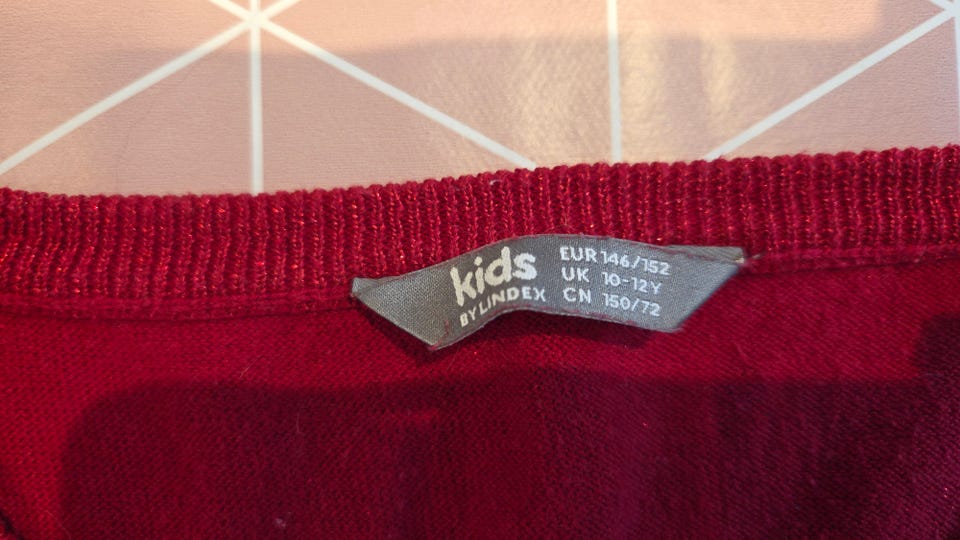 kids
BY LINDEX
EUR 146/152
UK 10-12Y
CN 150/72